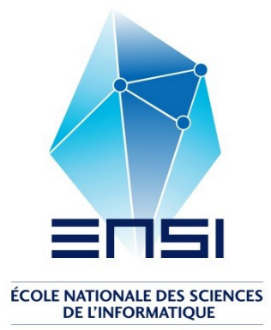 ENSI
ÉCOLE NATIONALE DES SCIENCES
DE L'INFORMATIQUE